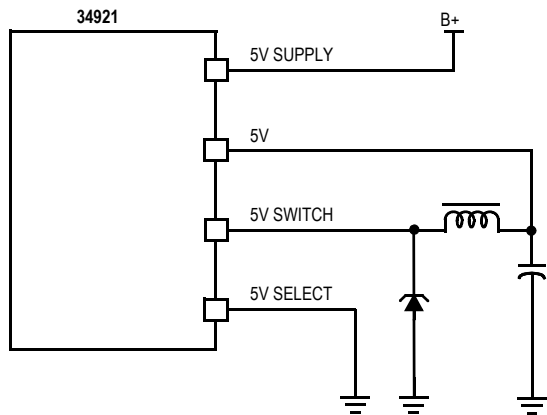 34921
B+
5V SUPPLY
5V
5V SWITCH
5V SELECT